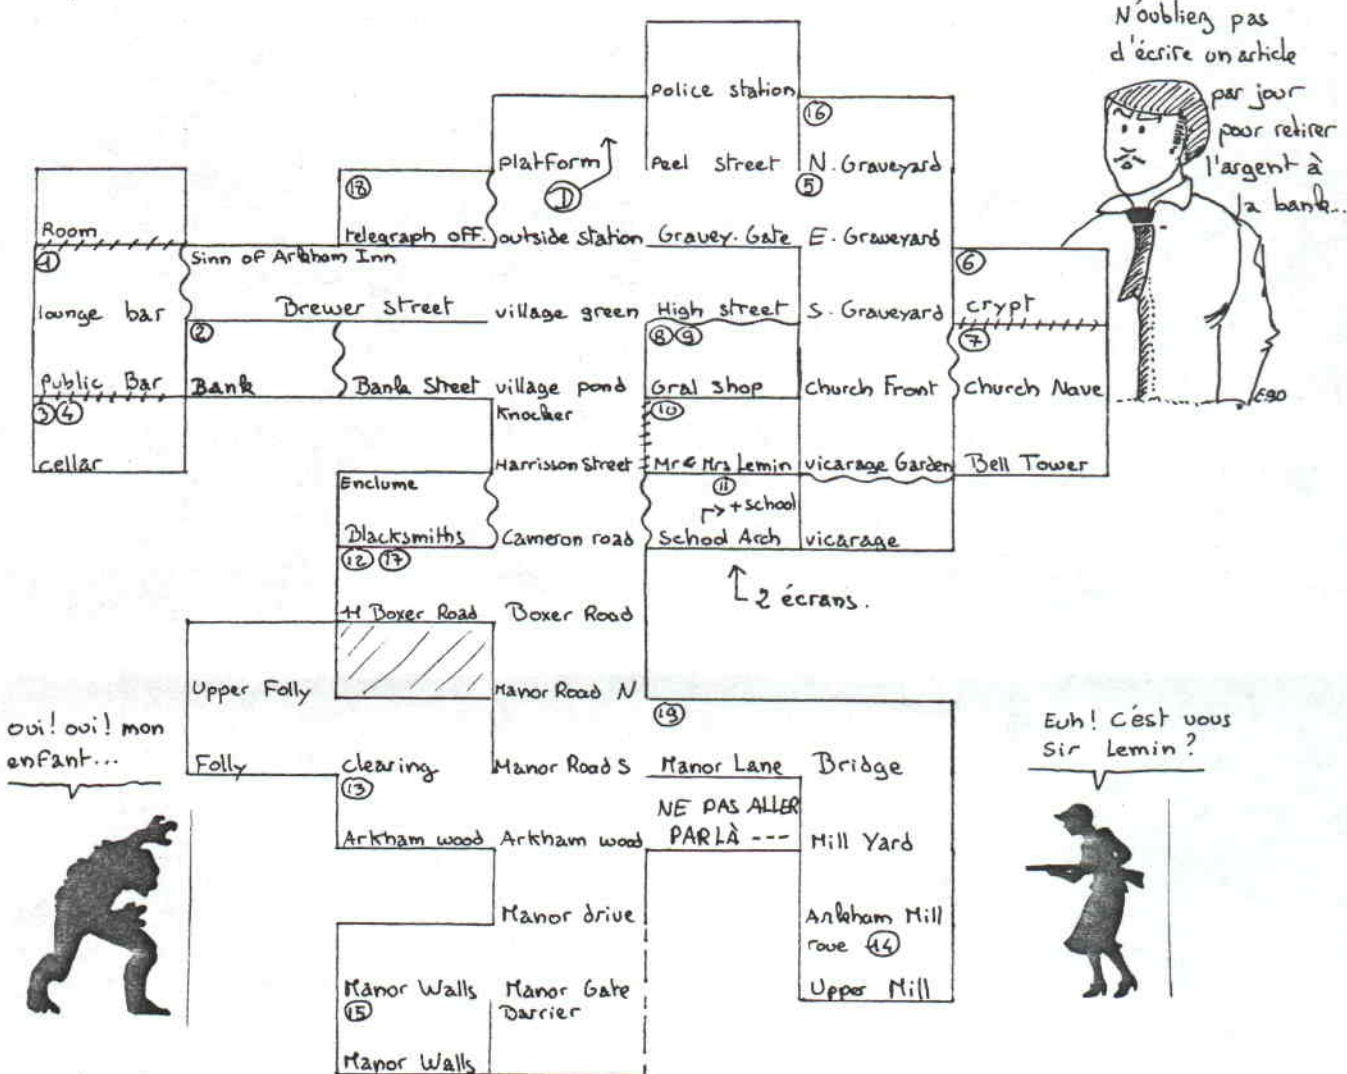 N'oubliez pas
d'écrire un article
par jour
pour retirer
l'argent à
la bank...
Police station
16
Platform
Peel street
N. Graveyard
D
5
18
Room
telegraph off.
outside station
Gravey. Gate
E. Graveyard
1
Sinn of Arkham Inn
6
lounge bar
Brewer Street
village green
High street
S. Graveyard
crypt
2
8 9
7
Public Bar
Bank
Bank Street
village pond
Gral shop
Church Front
Church Nave
3 4
Knocker
10
cellar
Harrisson Street
Mr & Mrs Lemin
vicarage Garden
Bell Tower
Enclume
11
+ school
Blacksmiths
Cameron road
School Arch
vicarage
12 17
2 écrans.
H Boxer Road
Boxer Road
Upper Folly
Manor Road N
19
oui! oui! mon
enfant...
Euh! C'est vous
Sir Lemin?
Folly
clearing
Manor Road S
Manor Lane
Bridge
13
NE PAS ALLER
PAR LÀ ---
Arkham wood
Arkham wood
Mill Yard
Manor drive
Arkham Mill
roue 14
Manor Walls
Manor Gate
Upper Mill
15
Barrier
Manor Walls